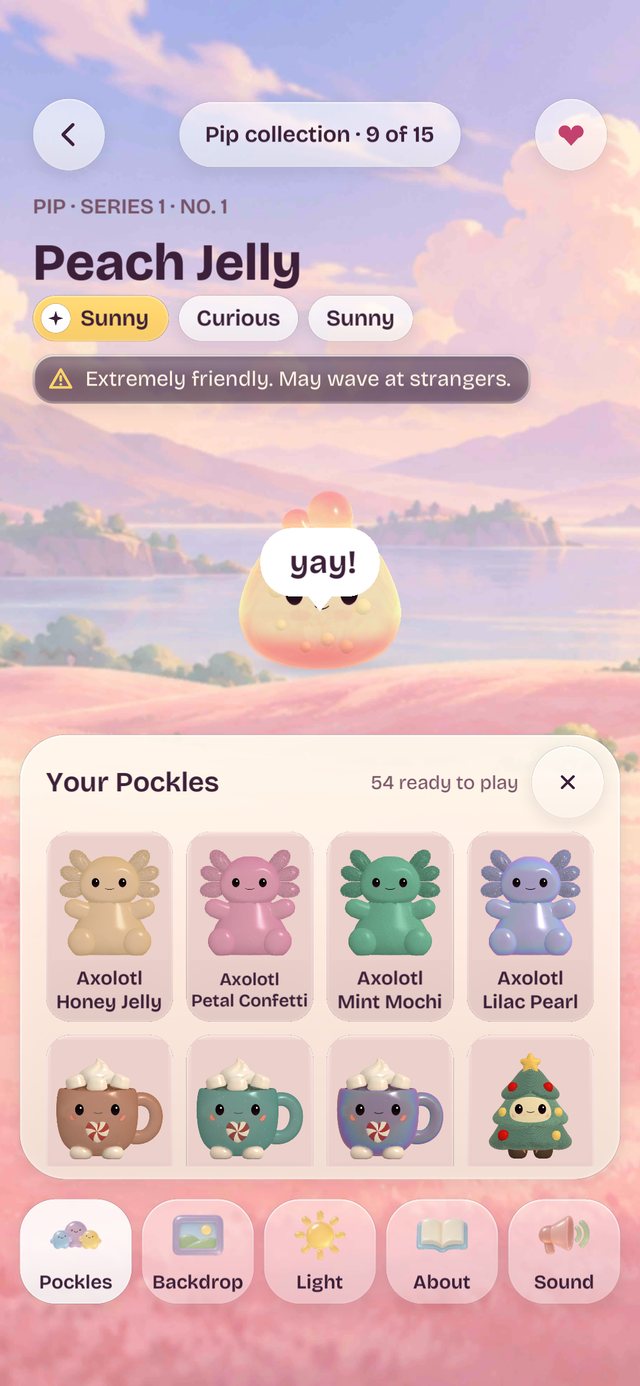 Pip collection · 9 of 15
PIP · SERIES 1 · NO. 1
Peach Jelly
Sunny
Curious
Sunny
Extremely friendly. May wave at strangers.
yay!
Your Pockles
54 ready to play
Axolotl
Honey Jelly
Axolotl
Petal Confetti
Axolotl
Mint Mochi
Axolotl
Lilac Pearl
Pockles
Backdrop
Light
About
Sound